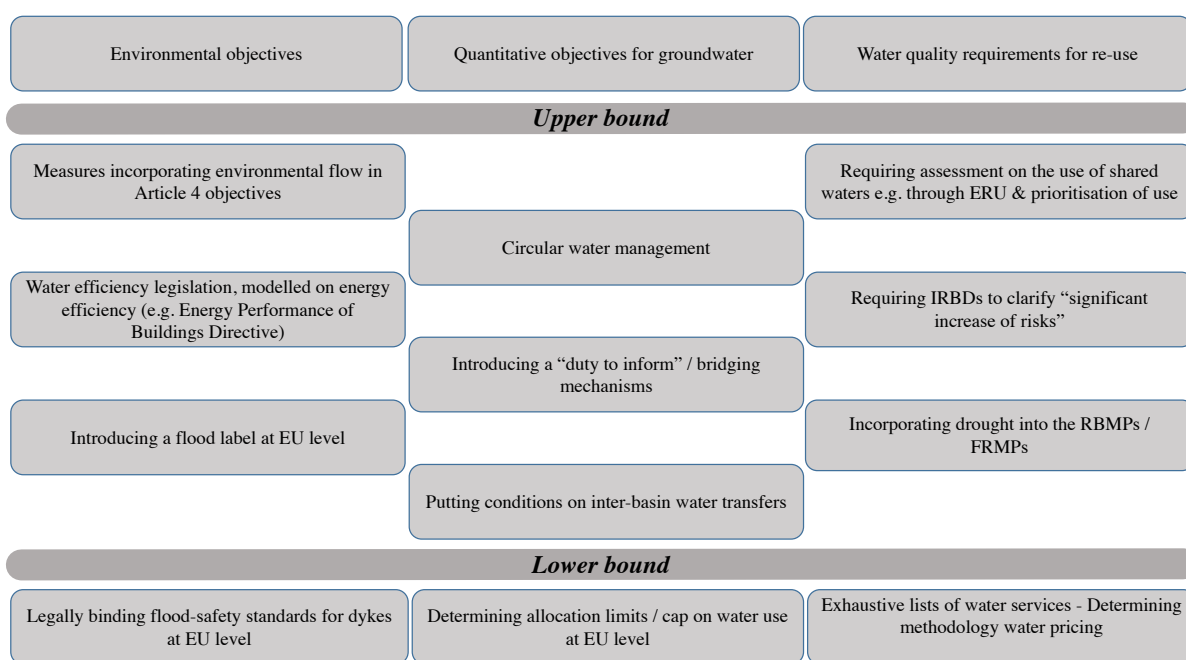 Environmental objectives
Quantitative objectives for groundwater
Water quality requirements for re-use
Upper bound
Measures incorporating environmental flow in
Article 4 objectives
Requiring assessment on the use of shared
waters e.g. through ERU & prioritisation of use
Circular water management
Water efficiency legislation, modelled on energy
efficiency (e.g. Energy Performance of
Buildings Directive)
Requiring IRBDs to clarify “significant
increase of risks”
Introducing a “duty to inform” / bridging
mechanisms
Introducing a flood label at EU level
Incorporating drought into the RBMPs /
FRMPs
Putting conditions on inter-basin water transfers
Lower bound
Legally binding flood-safety standards for dykes
at EU level
Determining allocation limits / cap on water use
at EU level
Exhaustive lists of water services - Determining
methodology water pricing